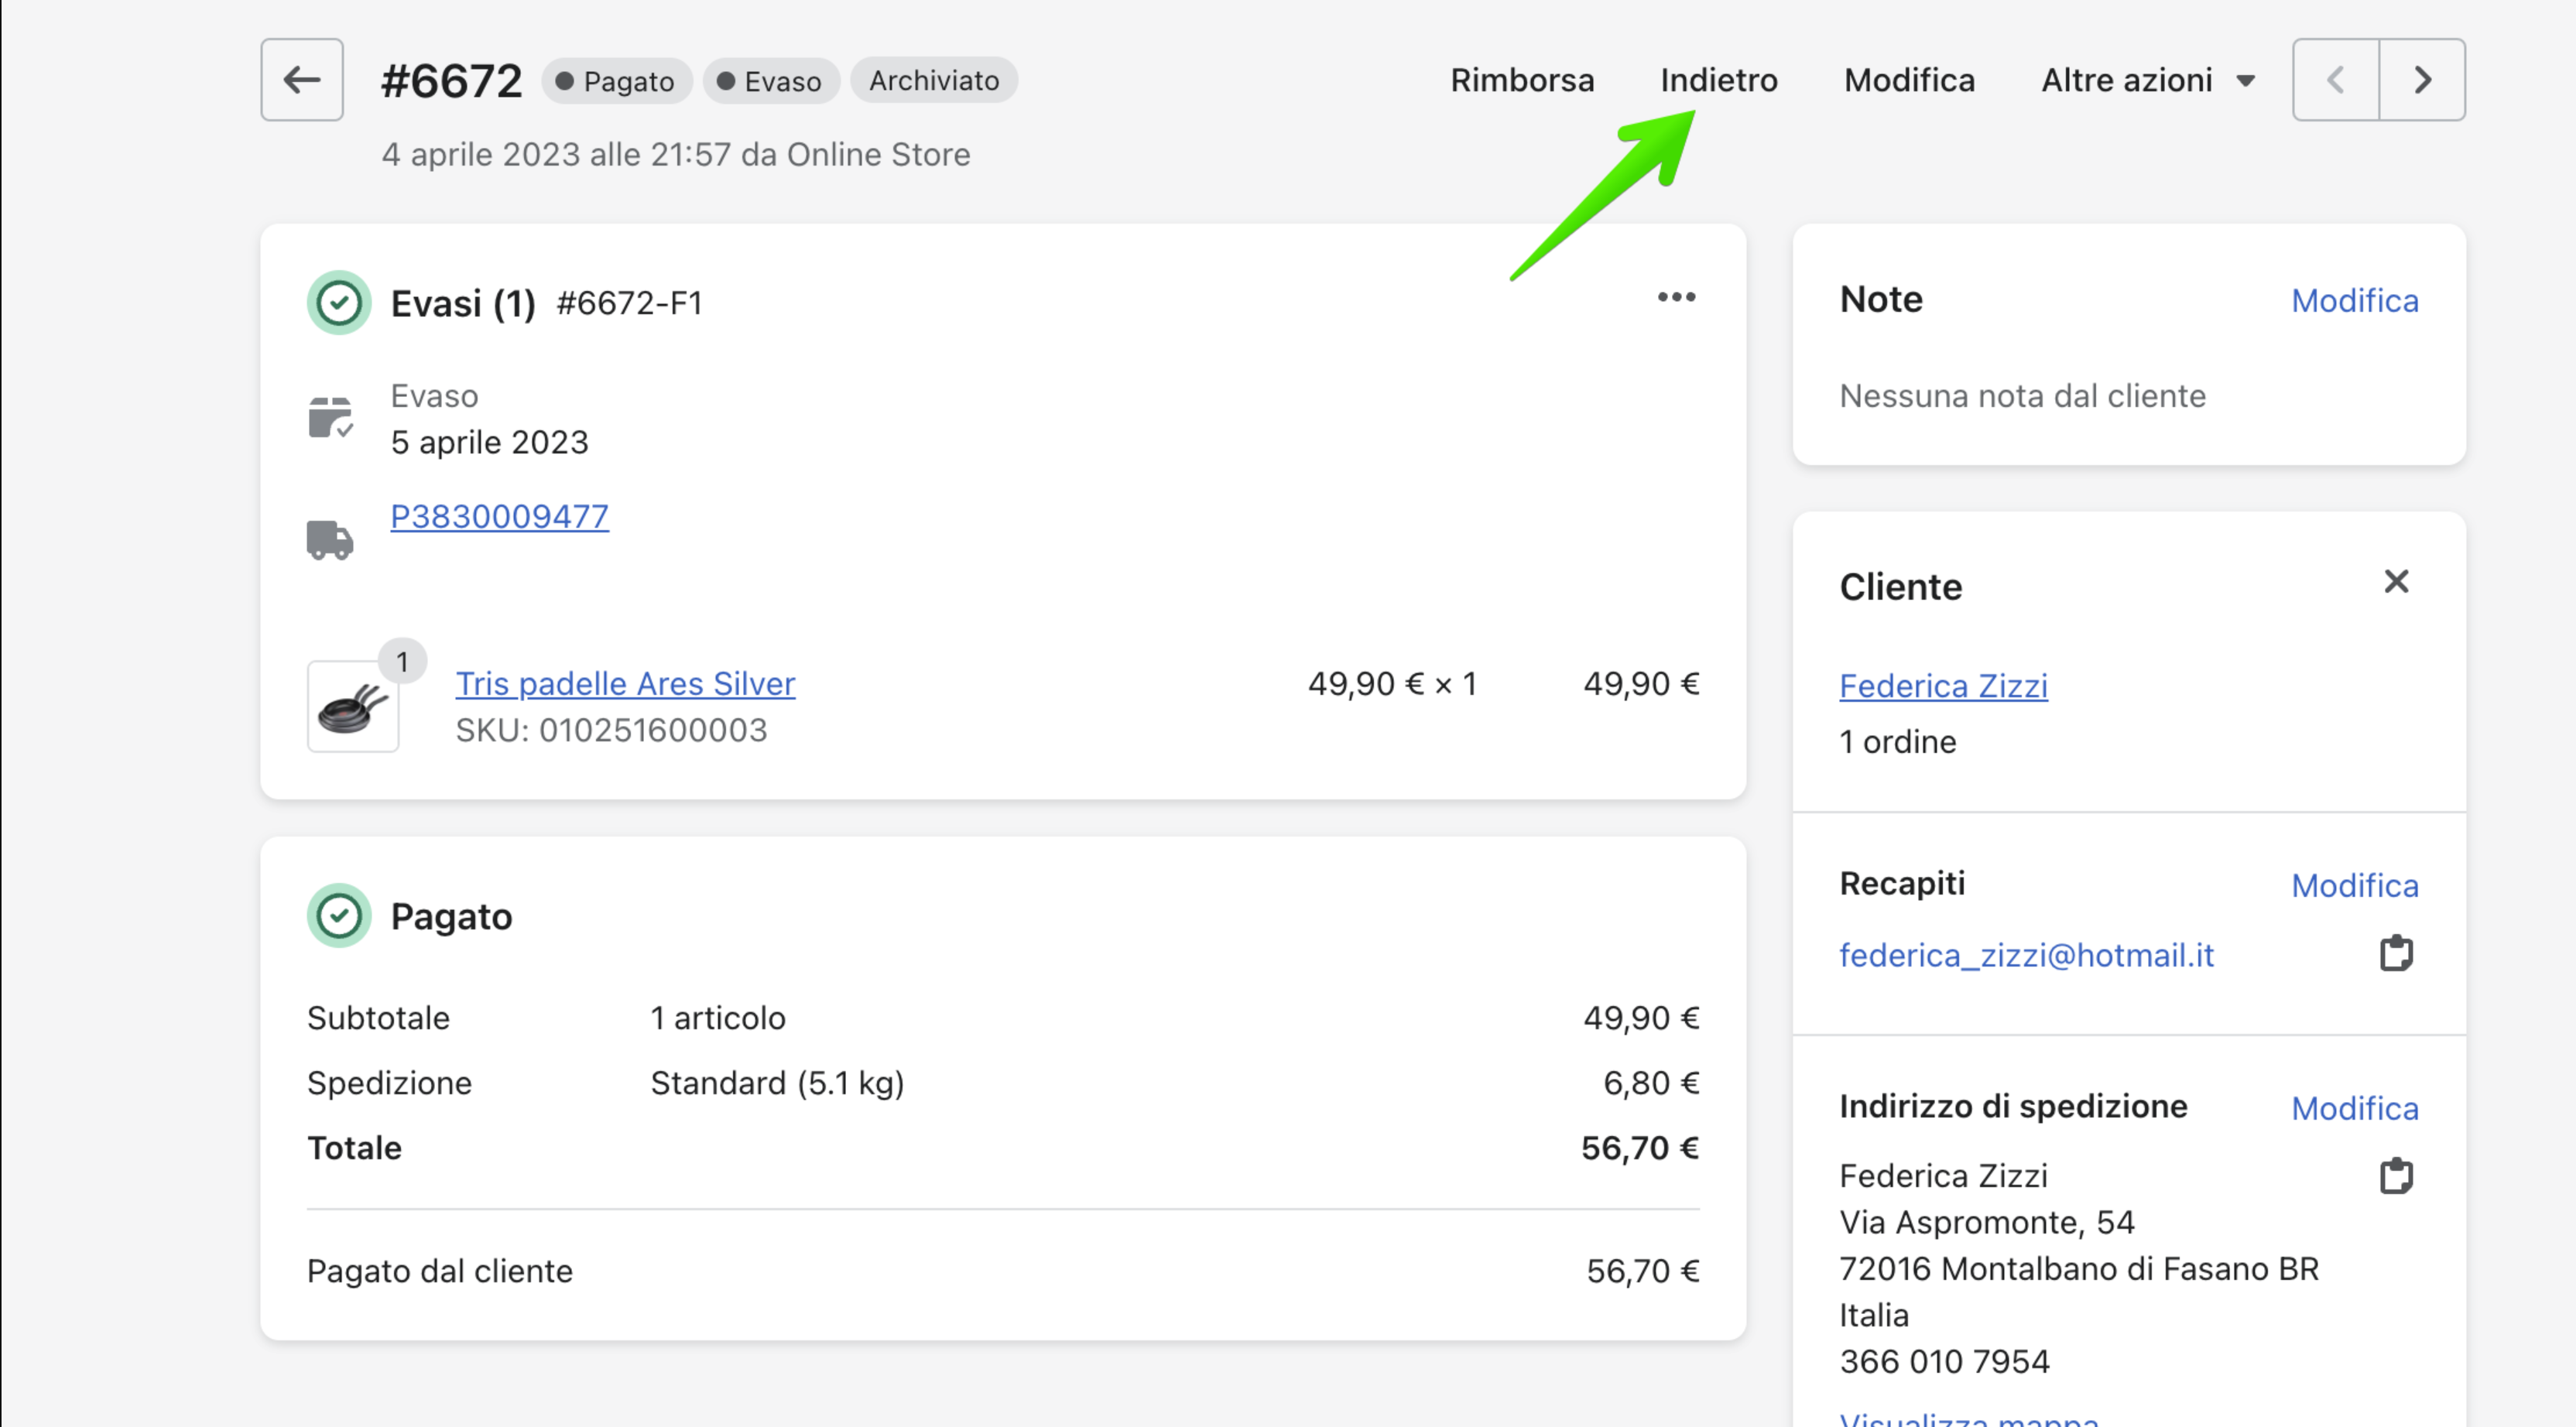 #6672 Pagato Evaso Archiviato
Rimborsa Indietro Modifica Altre azioni
4 aprile 2023 alle 21:57 da Online Store
Evasi (1) #6672-F1
Evaso
5 aprile 2023
P3830009477
1
Tris padelle Ares Silver 49,90 € × 1 49,90 €
SKU: 010251600003
Pagato
Subtotale 1 articolo 49,90 €
Spedizione Standard (5.1 kg) 6,80 €
Totale 56,70 €
Pagato dal cliente 56,70 €
Note Modifica
Nessuna nota dal cliente
Cliente
Federica Zizzi
1 ordine
Recapiti Modifica
federica_zizzi@hotmail.it
Indirizzo di spedizione Modifica
Federica Zizzi
Via Aspromonte, 54
72016 Montalbano di Fasano BR
Italia
366 010 7954
Visualizza mappa